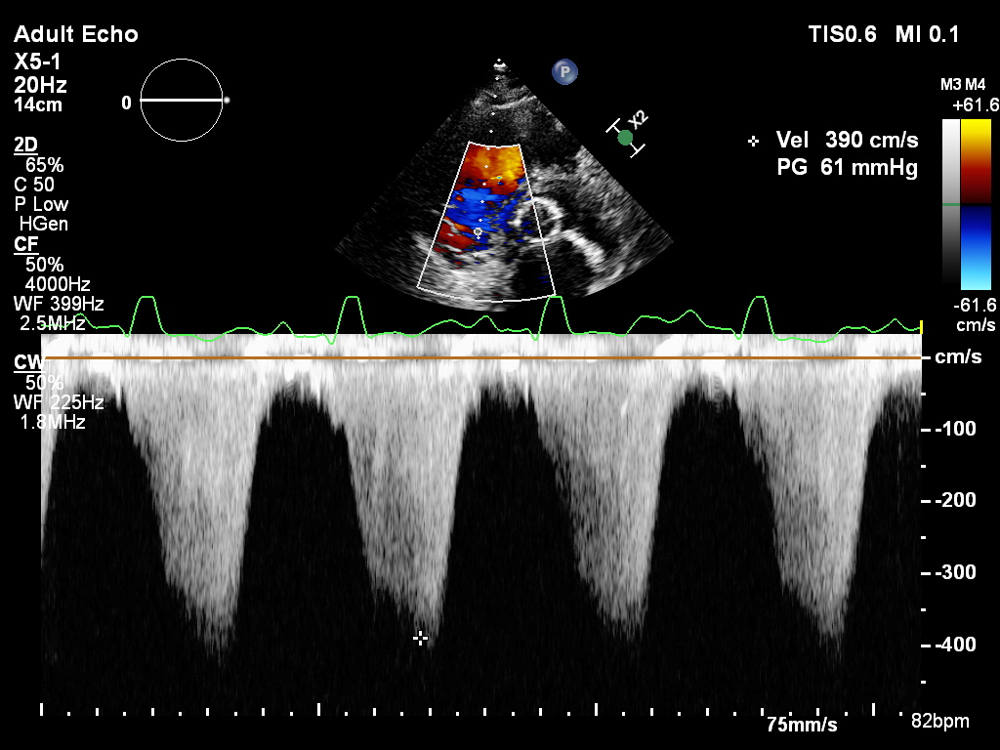 Adult Echo
TIS0.6 MI 0.1
X5-1
20Hz
14cm
0
P
X2
M3 M4
+61.6
Vel 390 cm/s
PG 61 mmHg
2D
65%
C 50
P Low
HGen
CF
50%
4000Hz
WF 399Hz
2.5MHz
-61.6
cm/s
CW
50%
WF 225Hz
1.8MHz
cm/s
-100
-200
-300
-400
75mm/s
82bpm